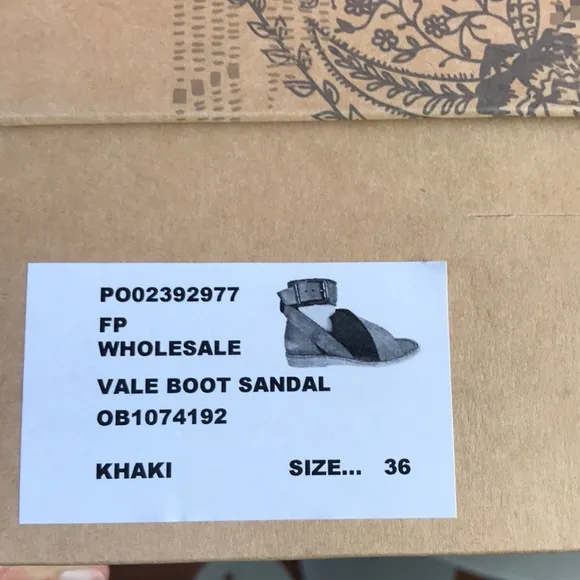 PO02392977
FP
WHOLESALE
VALE BOOT SANDAL
OB1074192
KHAKI SIZE... 36